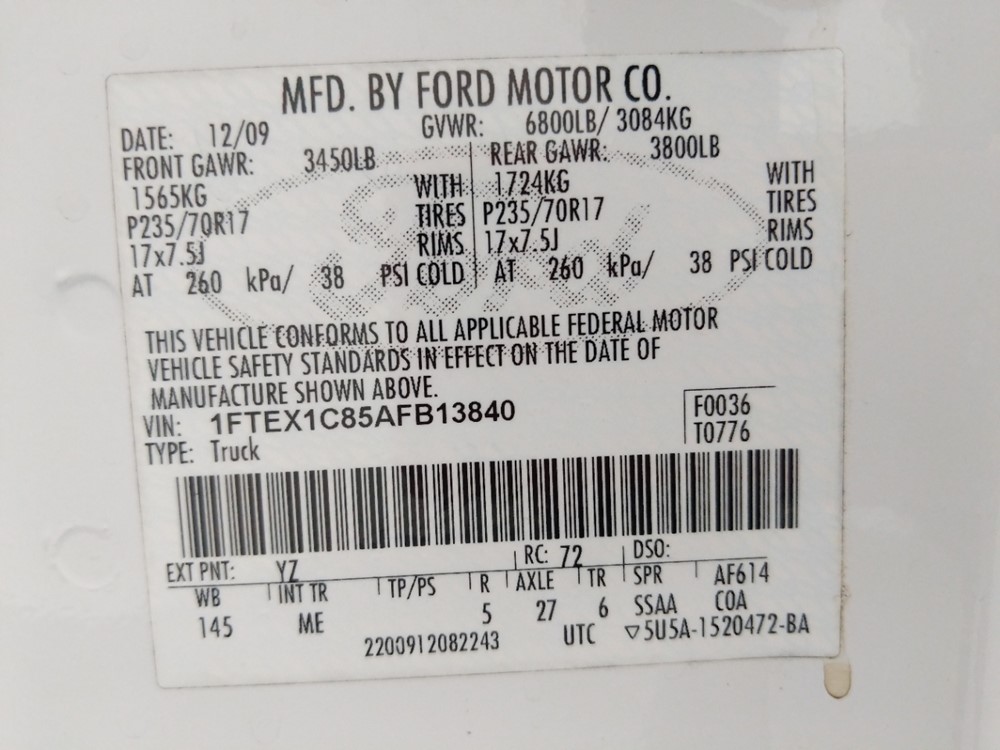 MFD. BY FORD MOTOR CO.
DATE: 12/09 GVWR: 6800LB/ 3084KG
FRONT GAWR: 3450LB REAR GAWR: 3800LB
1565KG WITH 1724KG WITH
P235/70R17 TIRES P235/70R17 TIRES
17x7.5J RIMS 17x7.5J RIMS
AT 260 kPa/ 38 PSI COLD AT 260 kPa/ 38 PSI COLD
Ford
THIS VEHICLE CONFORMS TO ALL APPLICABLE FEDERAL MOTOR
VEHICLE SAFETY STANDARDS IN EFFECT ON THE DATE OF
MANUFACTURE SHOWN ABOVE.
VIN: 1FTEX1C85AFB13840 F0036
TYPE: Truck T0776
EXT PNT: YZ RC: 72 DSO:
WB INT TR TP/PS R AXLE TR SPR AF614
145 ME 5 27 6 SSAA COA
2200912082243 UTC ▽5U5A-1520472-BA